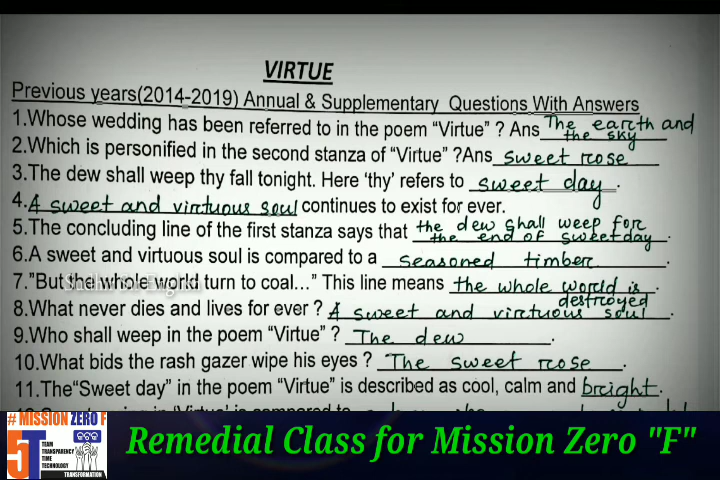 VIRTUE
Previous years(2014-2019) Annual & Supplementary Questions With Answers
1.Whose wedding has been referred to in the poem “Virtue” ? Ans The earth and the sky
2.Which is personified in the second stanza of “Virtue” ?Ans sweet rose
3.The dew shall weep thy fall tonight. Here ‘thy’ refers to sweet day.
4.A sweet and virtuous soul continues to exist for ever.
5.The concluding line of the first stanza says that the dew shall weep for the end of sweet day.
6.A sweet and virtuous soul is compared to a seasoned timber
7.”But the whole world turn to coal...” This line means the whole world is destroyed
8.What never dies and lives for ever ? A sweet and virtuous soul
9.Who shall weep in the poem “Virtue” ? The dew.
10.What bids the rash gazer wipe his eyes ? The sweet rose.
11.The“Sweet day” in the poem “Virtue” is described as cool, calm and bright.
# MISSION ZERO F
5T
TEAM
TRANSPARENCY
TIME
TECHNOLOGY
TRANSFORMATION
Remedial Class for Mission Zero "F"